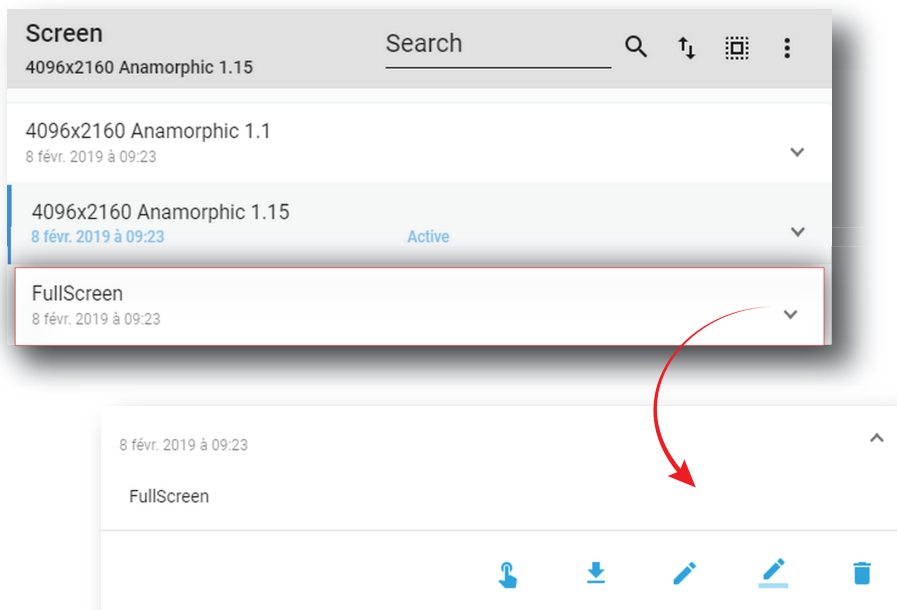 Screen
Search
4096x2160 Anamorphic 1.15
4096x2160 Anamorphic 1.1
8 févr. 2019 à 09:23
4096x2160 Anamorphic 1.15
8 févr. 2019 à 09:23 Active
FullScreen
8 févr. 2019 à 09:23
8 févr. 2019 à 09:23
FullScreen